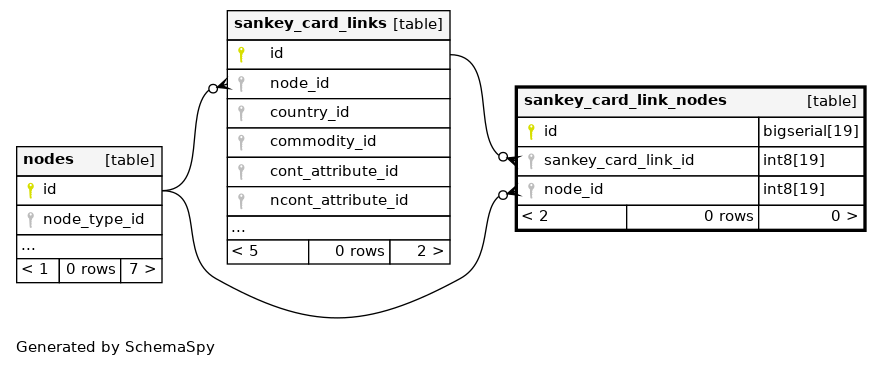 sankey_card_links [table]
id
node_id
country_id
commodity_id
cont_attribute_id
ncont_attribute_id
...
< 5 0 rows 2 >
nodes [table]
id
node_type_id
...
< 1 0 rows 7 >
sankey_card_link_nodes [table]
id bigserial[19]
sankey_card_link_id int8[19]
node_id int8[19]
< 2 0 rows 0 >
Generated by SchemaSpy